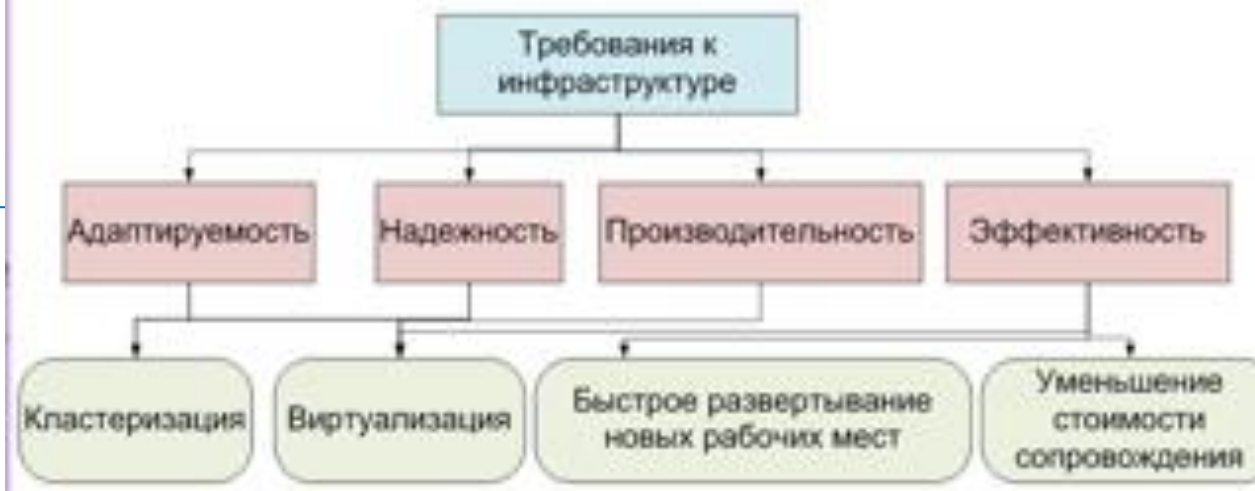 Требования к
инфраструктуре
Адаптируемость
Надежность
Производительность
Эффективность
Кластеризация
Виртуализация
Быстрое развертывание
новых рабочих мест
Уменьшение
стоимости
сопровождения